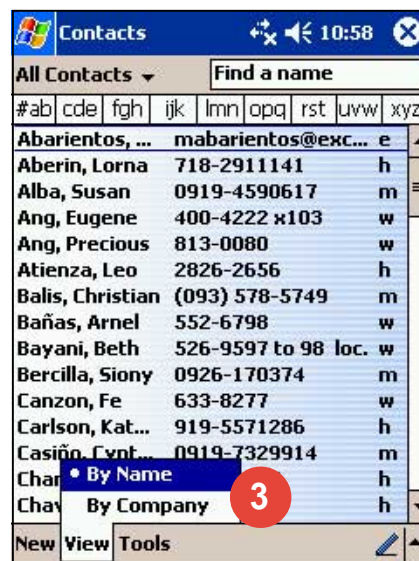 Contacts 10:58
All Contacts Find a name
#ab cde fgh ijk lmn opq rst uvw xyz
Abarientos, ... mabarientos@exc... e
Aberin, Lorna 718-2911141 h
Alba, Susan 0919-4590617 m
Ang, Eugene 400-4222 x103 w
Ang, Precious 813-0080 w
Atienza, Leo 2826-2656 h
Balis, Christian (093) 578-5749 m
Bañas, Arnel 552-6798 w
Bayani, Beth 526-9597 to 98 loc. w
Bercilla, Siony 0926-170374 m
Canzon, Fe 633-8277 w
Carlson, Kat... 919-5571286 h
Casiño, Cynt... 0919-7329914 m
• By Name h
By Company 3 h
New View Tools